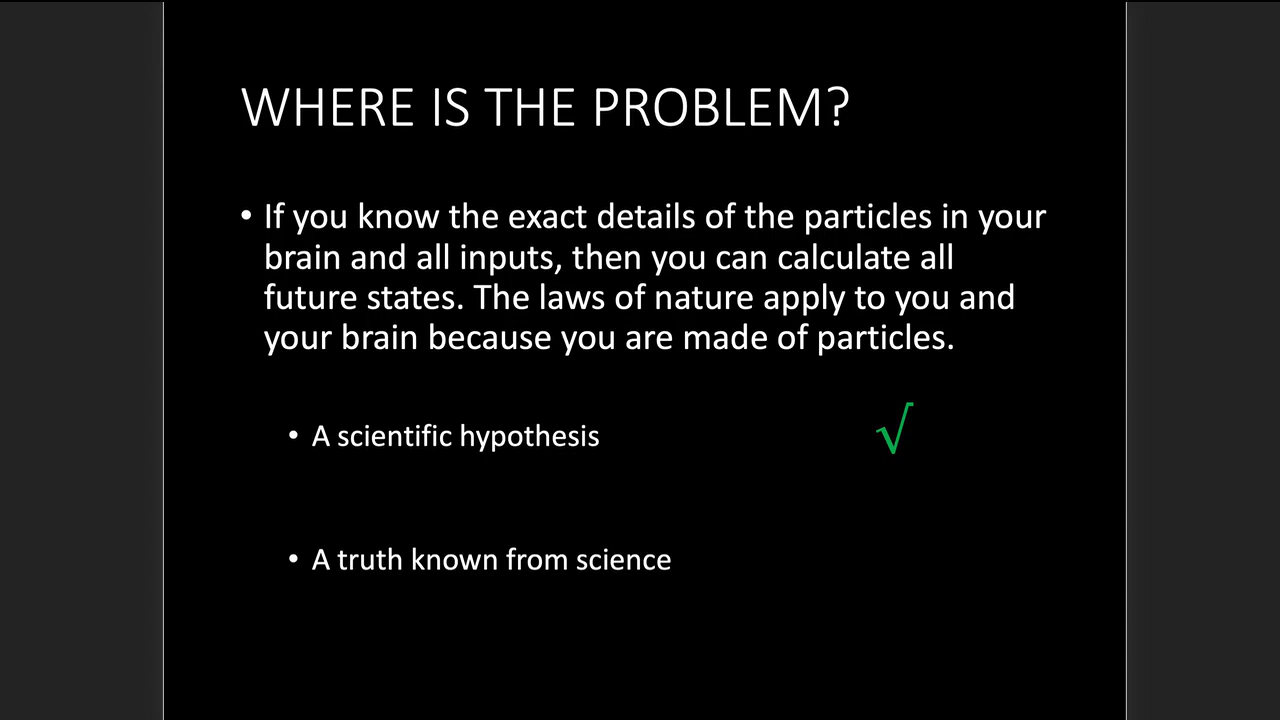 WHERE IS THE PROBLEM?
• If you know the exact details of the particles in your
brain and all inputs, then you can calculate all
future states. The laws of nature apply to you and
your brain because you are made of particles.
• A scientific hypothesis √
• A truth known from science